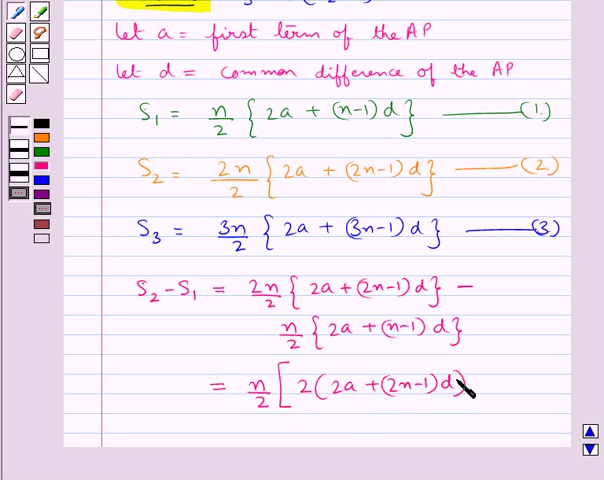 let a = first term of the AP
let d = common difference of the AP
S₁ = n/2 { 2a + (n-1) d } ——— (1.)
S₂ = 2n/2 { 2a + (2n-1) d } ——— (2.)
S₃ = 3n/2 { 2a + (3n-1) d } ——— (3.)
S₂ - S₁ = 2n/2 { 2a + (2n-1) d } -
n/2 { 2a + (n-1) d }
= n/2 [ 2 ( 2a + (2n-1) d )